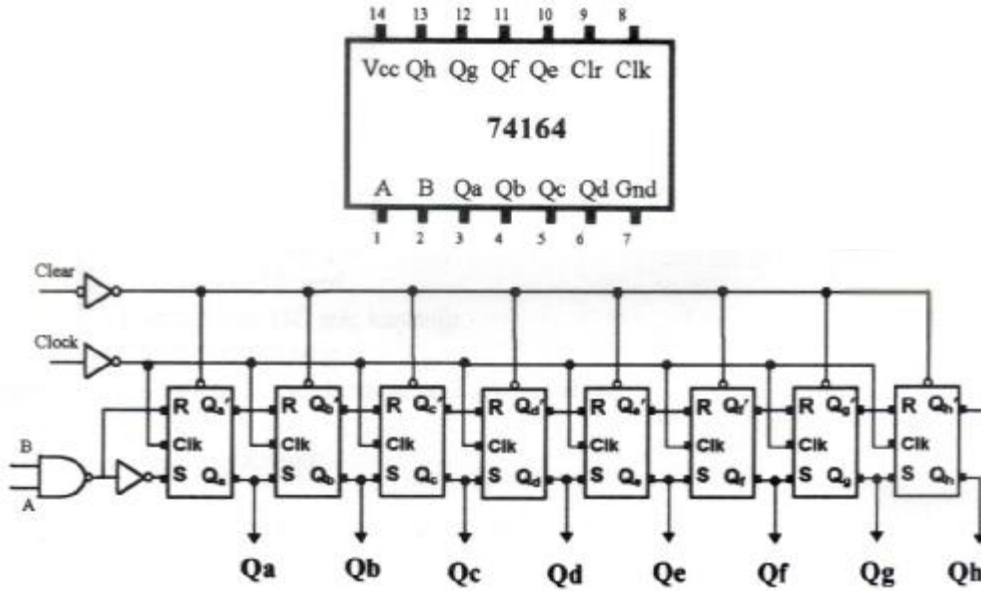 14 13 12 11 10 9 8
Vcc Qh Qg Qf Qe Clr Clk
74164
A B Qa Qb Qc Qd Gnd
1 2 3 4 5 6 7
Clear
Clock
R Qa' R Qb' R Qc' R Qd' R Qe' R Qf' R Qg' R Qh'
Clk Clk Clk Clk Clk Clk Clk Clk
B
S Qa S Qb S Qc S Qd S Qe S Qf S Qg S Qh
A
Qa Qb Qc Qd Qe Qf Qg Qh